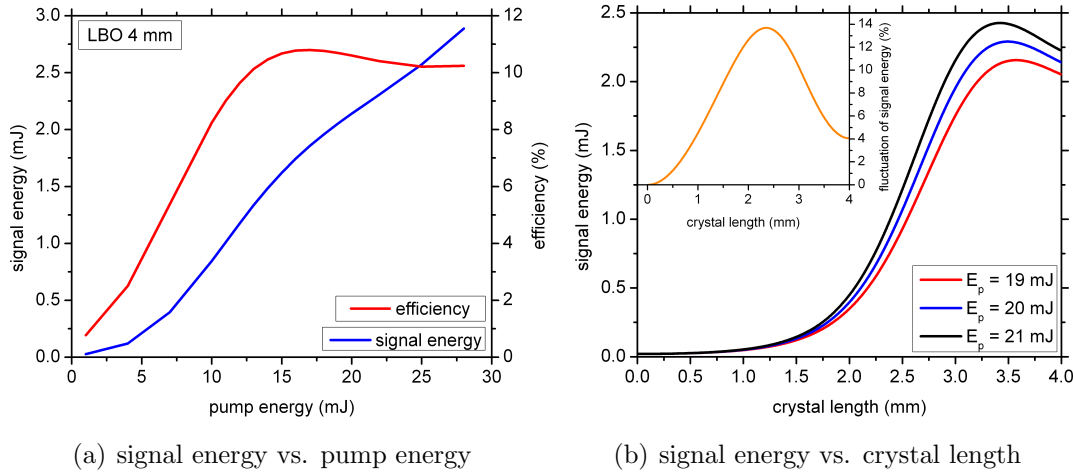 LBO 4 mm
signal energy (mJ)
3.0
2.5
2.0
1.5
1.0
0.5
0.0
12
10
8
6
4
2
0
efficiency (%)
efficiency
signal energy
0 5 10 15 20 25 30
pump energy (mJ)
(a) signal energy vs. pump energy
signal energy (mJ)
2.5
2.0
1.5
1.0
0.5
0.0
14
12
10
8
6
4
2
0
fluctuation of signal energy (%)
0 1 2 3 4
crystal length (mm)
E_p = 19 mJ
E_p = 20 mJ
E_p = 21 mJ
0.0 0.5 1.0 1.5 2.0 2.5 3.0 3.5 4.0
crystal length (mm)
(b) signal energy vs. crystal length